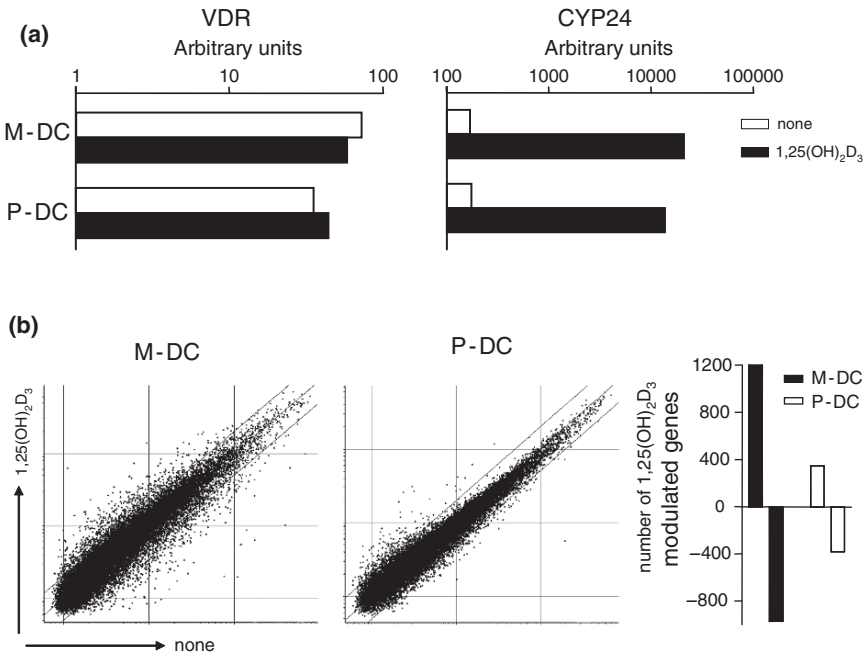 (a)
VDR
Arbitrary units
1 10 100
CYP24
Arbitrary units
100 1000 10000 100000
M-DC
P-DC
none
1,25(OH)₂D₃
(b)
M-DC
1,25(OH)₂D₃
none
P-DC
number of 1,25(OH)₂D₃
modulated genes
1200
800
400
0
−400
−800
M-DC
P-DC